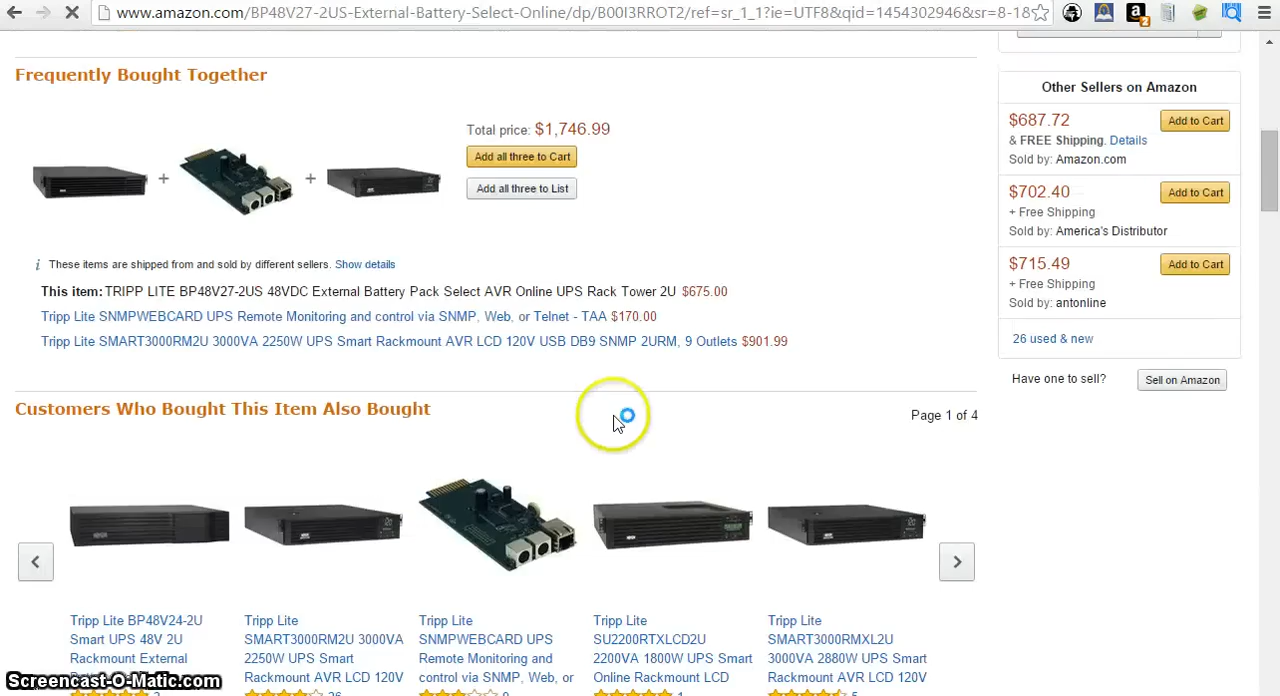 www.amazon.com/BP48V27-2US-External-Battery-Select-Online/dp/B00I3RROT2/ref=sr_1_1?ie=UTF8&qid=1454302946&sr=8-18
Frequently Bought Together
Total price: $1,746.99
Add all three to Cart
Add all three to List
These items are shipped from and sold by different sellers. Show details
This item: TRIPP LITE BP48V27-2US 48VDC External Battery Pack Select AVR Online UPS Rack Tower 2U $675.00
Tripp Lite SNMPWEBCARD UPS Remote Monitoring and control via SNMP, Web, or Telnet - TAA $170.00
Tripp Lite SMART3000RM2U 3000VA 2250W UPS Smart Rackmount AVR LCD 120V USB DB9 SNMP 2URM, 9 Outlets $901.99
Other Sellers on Amazon
$687.72 Add to Cart
& FREE Shipping. Details
Sold by: Amazon.com
$702.40 Add to Cart
+ Free Shipping
Sold by: America's Distributor
$715.49 Add to Cart
+ Free Shipping
Sold by: antonline
26 used & new
Have one to sell? Sell on Amazon
Customers Who Bought This Item Also Bought
Page 1 of 4
Tripp Lite BP48V24-2U
Smart UPS 48V 2U
Rackmount External
Tripp Lite
SMART3000RM2U 3000VA
2250W UPS Smart
Rackmount AVR LCD 120V
Tripp Lite
SNMPWEBCARD UPS
Remote Monitoring and
control via SNMP, Web, or
Tripp Lite
SU2200RTXLCD2U
2200VA 1800W UPS Smart
Online Rackmount LCD
Tripp Lite
SMART3000RMXL2U
3000VA 2880W UPS Smart
Rackmount AVR LCD 120V
Screencast-O-Matic.com